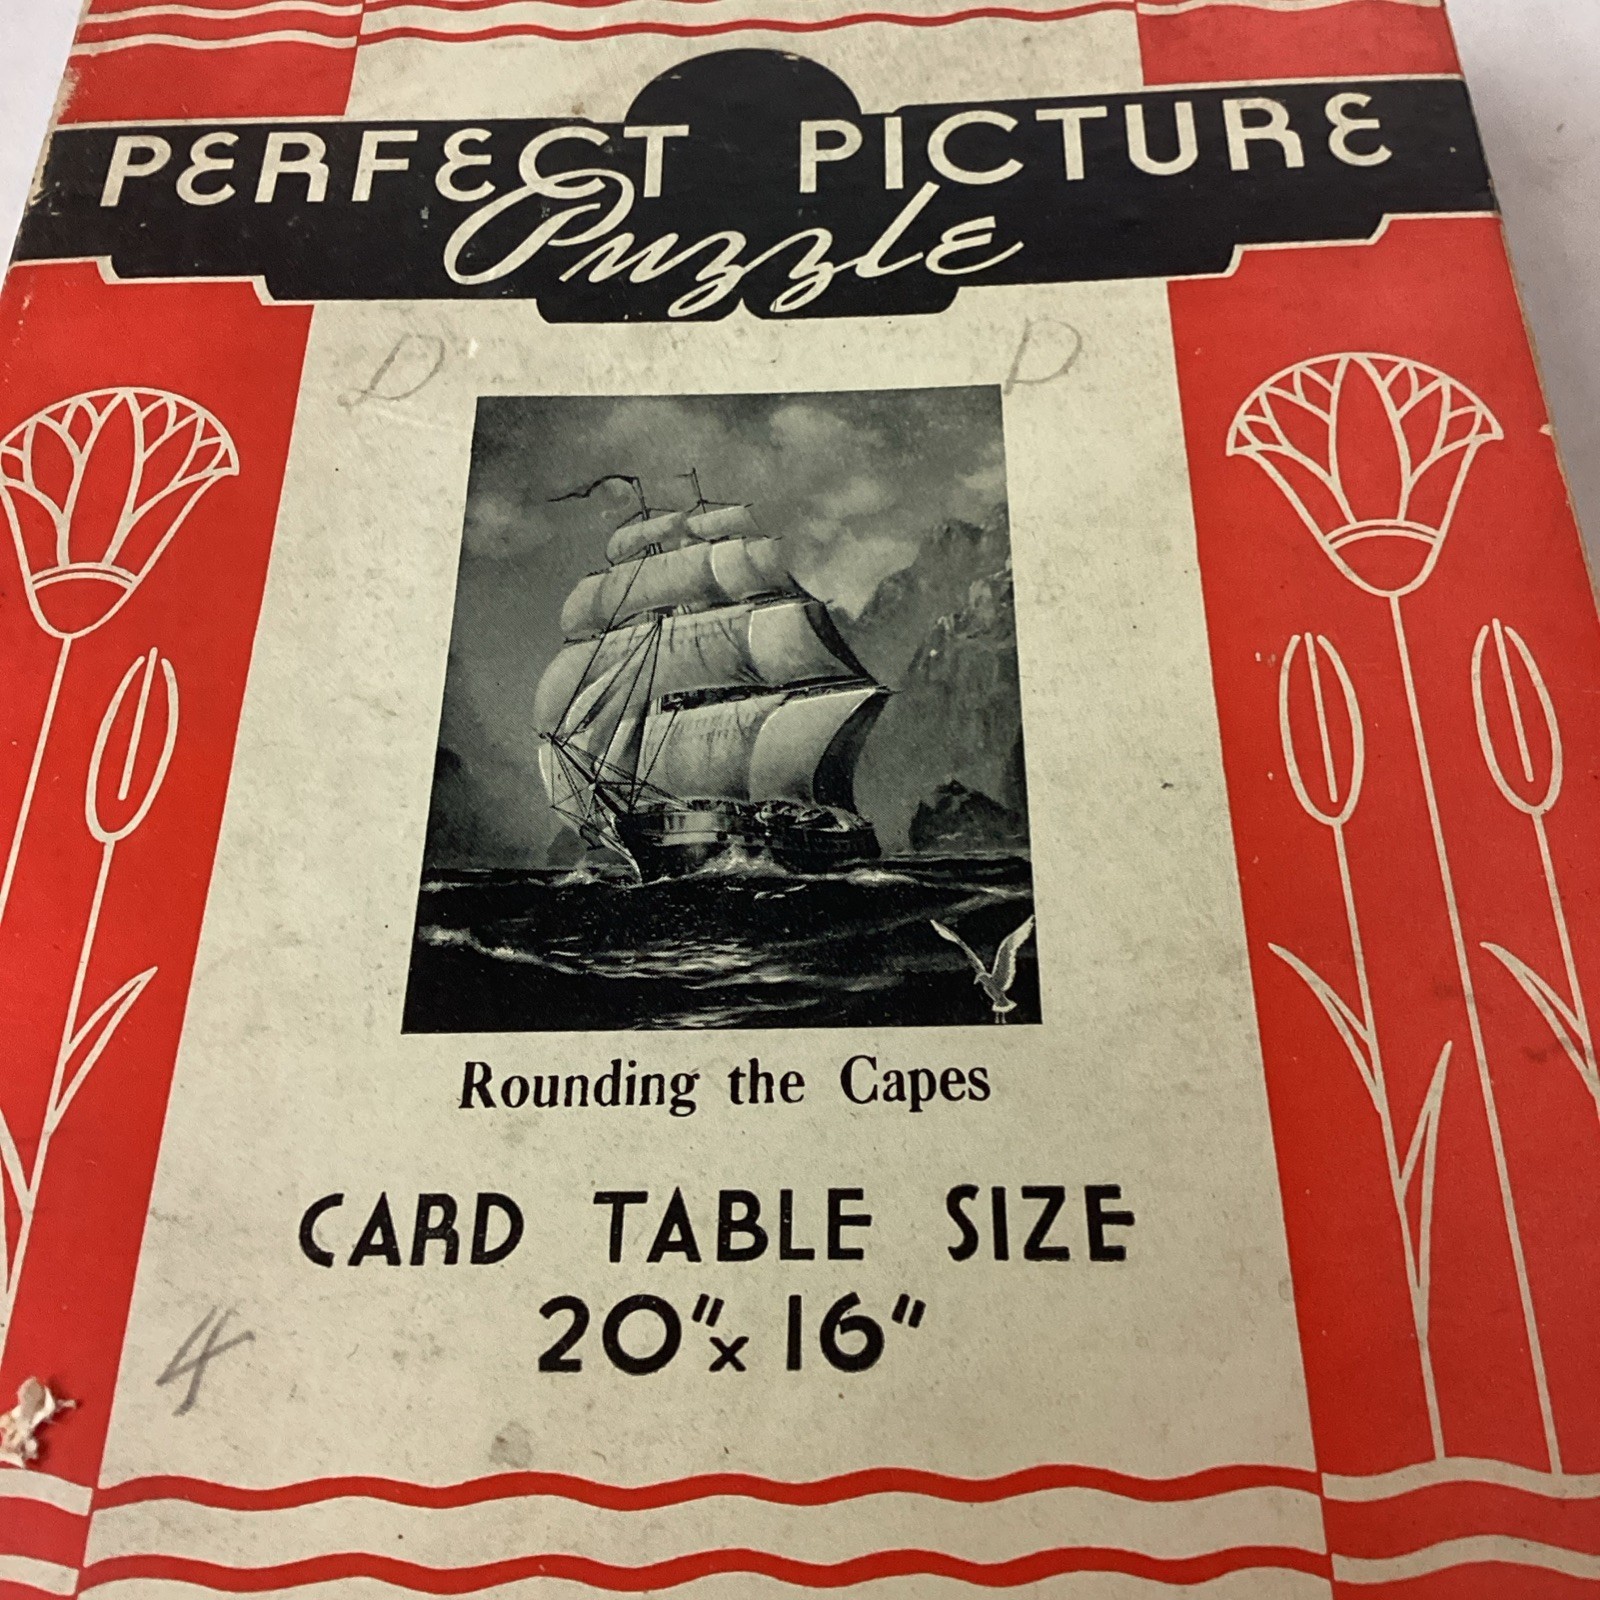 PERFECT PICTURE
Puzzle
D D
Rounding the Capes
CARD TABLE SIZE
20" x 16"
4